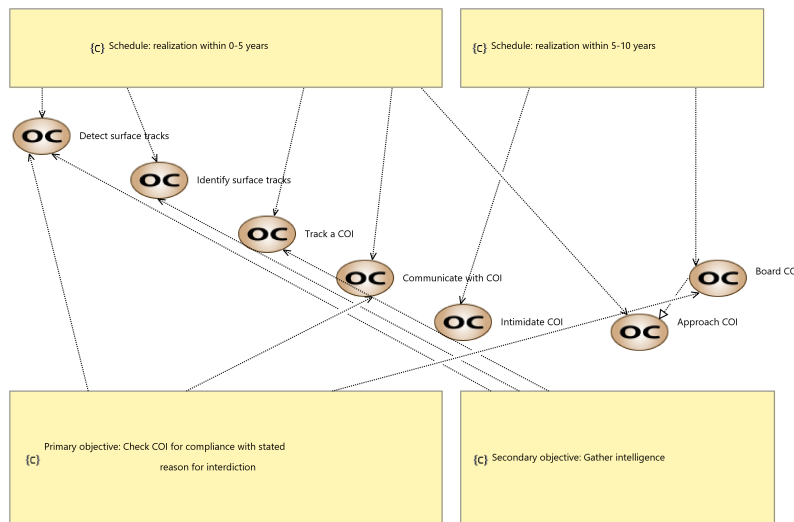 {c} Schedule: realization within 0-5 years
{c} Schedule: realization within 5-10 years
OC Detect surface tracks
OC Identify surface tracks
OC Track a COI
OC Communicate with COI
OC Board CO
OC Intimidate COI
OC Approach COI
Primary objective: Check COI for compliance with stated
{c} reason for interdiction
{c} Secondary objective: Gather intelligence